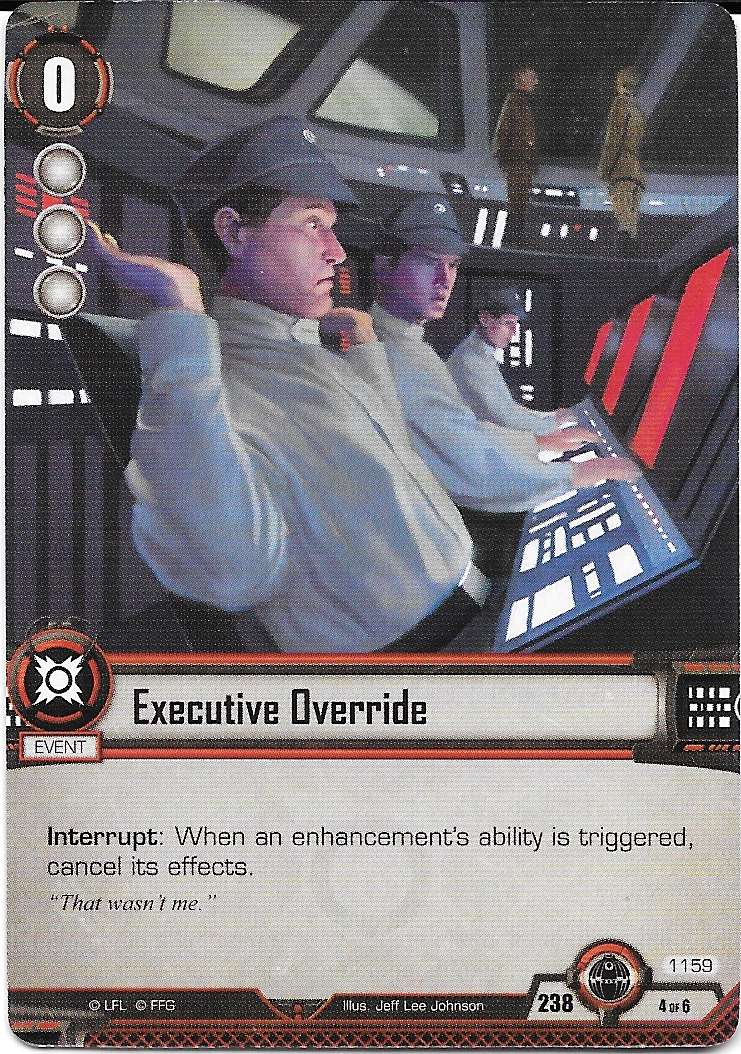 0
Executive Override
EVENT
Interrupt: When an enhancement's ability is triggered,
cancel its effects.
"That wasn't me."
1159
© LFL © FFG
Illus. Jeff Lee Johnson
238
4 OF 6